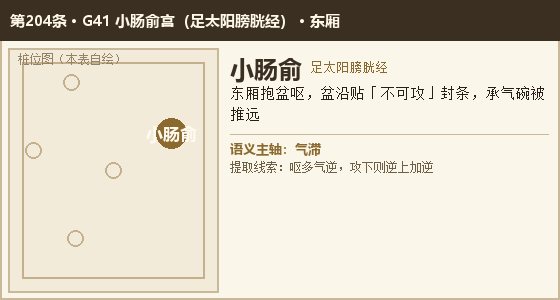 第204条・G41 小肠俞宫（足太阳膀胱经）・东厢
桩位图（本表自绘）
小肠俞
小肠俞 足太阳膀胱经
东厢抱盆呕，盆沿贴「不可攻」封条，承气碗被
推远
语义主轴：气滞
提取线索：呕多气逆，攻下则逆上加逆